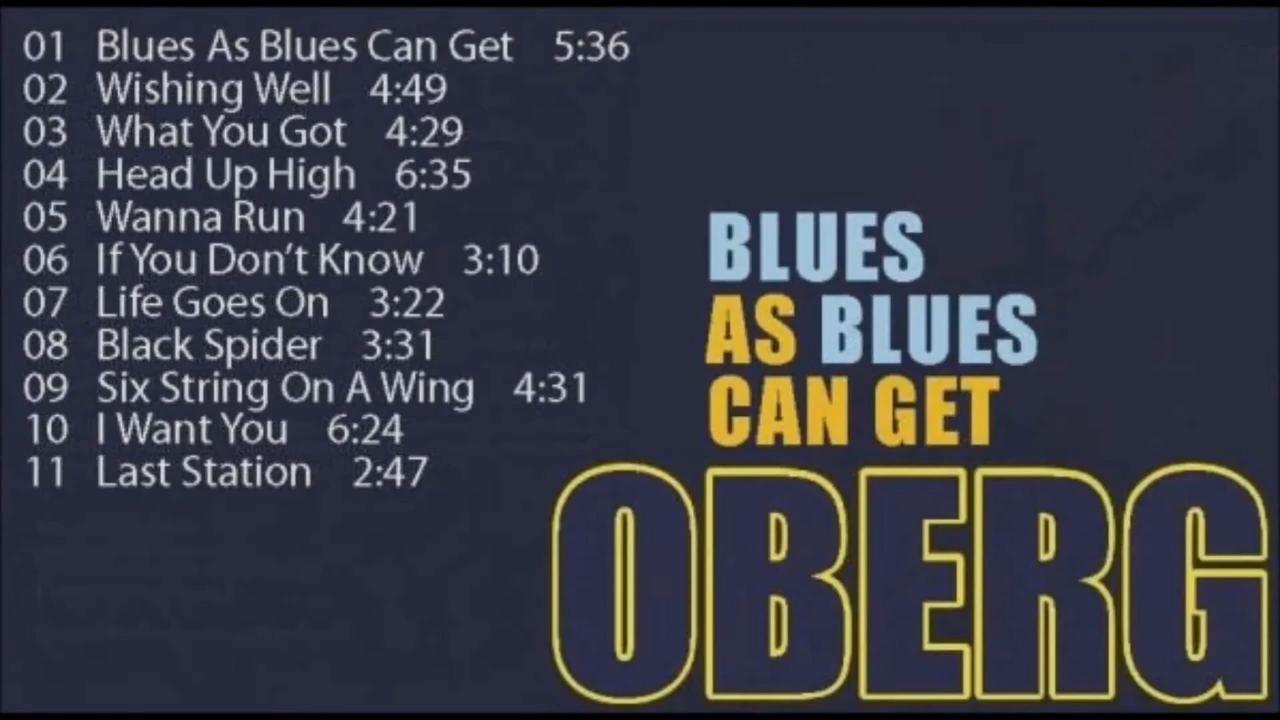 01 Blues As Blues Can Get 5:36
02 Wishing Well 4:49
03 What You Got 4:29
04 Head Up High 6:35
05 Wanna Run 4:21
06 If You Don't Know 3:10
07 Life Goes On 3:22
08 Black Spider 3:31
09 Six String On A Wing 4:31
10 I Want You 6:24
11 Last Station 2:47
BLUES
AS BLUES
CAN GET
OBERG